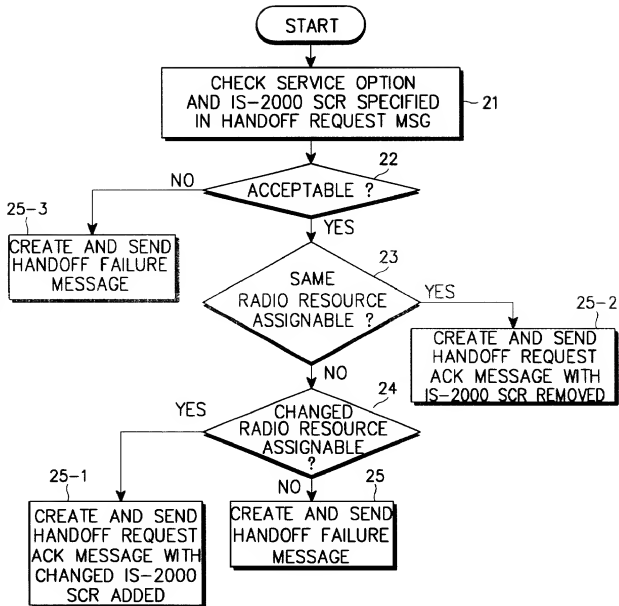 START
CHECK SERVICE OPTION
AND IS-2000 SCR SPECIFIED
IN HANDOFF REQUEST MSG
21
22
ACCEPTABLE ?
NO
YES
25-3
CREATE AND SEND
HANDOFF FAILURE
MESSAGE
23
SAME
RADIO RESOURCE
ASSIGNABLE ?
YES
NO
25-2
CREATE AND SEND
HANDOFF REQUEST
ACK MESSAGE WITH
IS-2000 SCR REMOVED
24
CHANGED
RADIO RESOURCE
ASSIGNABLE
?
YES
NO
25-1
CREATE AND SEND
HANDOFF REQUEST
ACK MESSAGE WITH
CHANGED IS-2000
SCR ADDED
25
CREATE AND SEND
HANDOFF FAILURE
MESSAGE